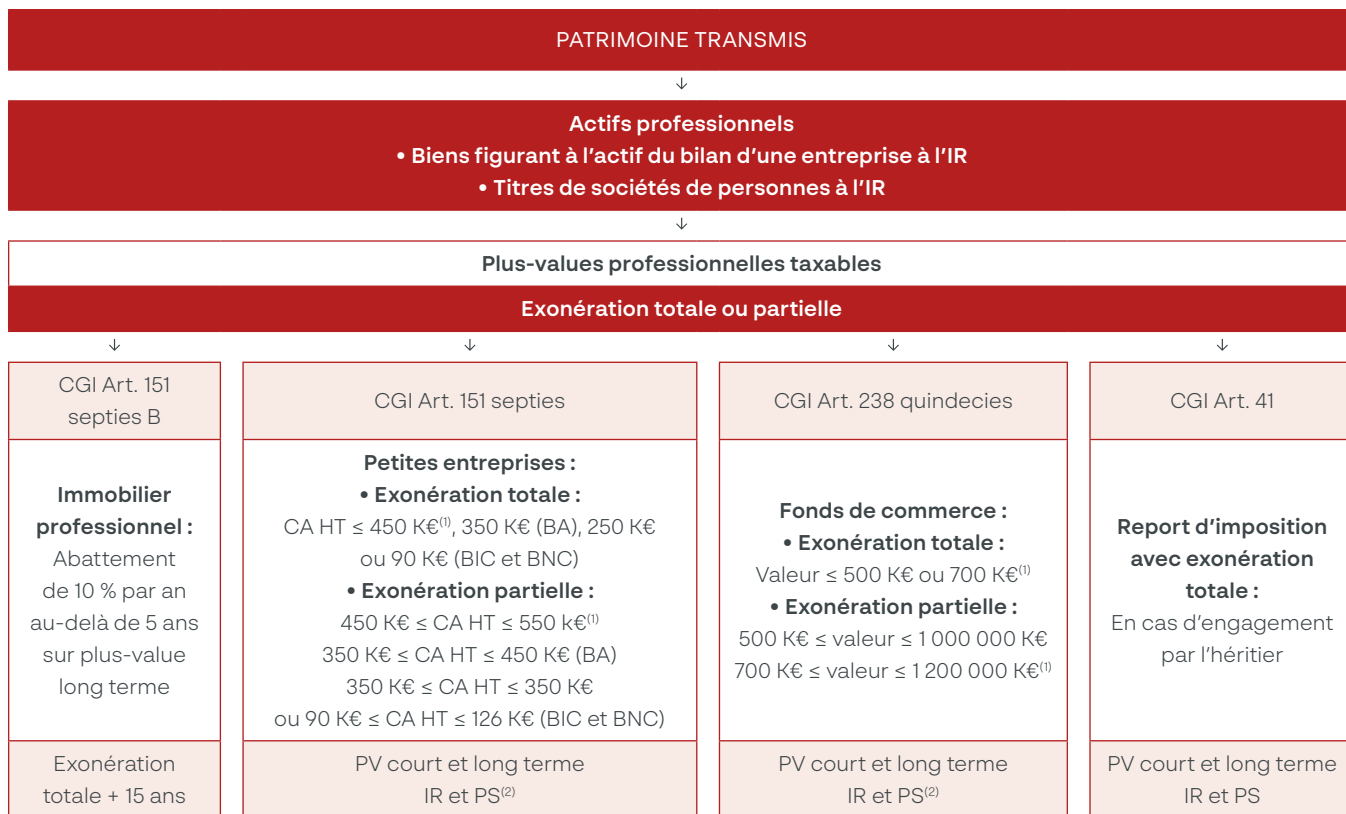 PATRIMOINE TRANSMIS
↓
Actifs professionnels
• Biens figurant à l'actif du bilan d'une entreprise à l'IR
• Titres de sociétés de personnes à l'IR
↓
Plus-values professionnelles taxables
Exonération totale ou partielle
↓ ↓ ↓ ↓
CGI Art. 151
septies B
Immobilier
professionnel :
Abattement
de 10 % par an
au-delà de 5 ans
sur plus-value
long terme
Exonération
totale + 15 ans
CGI Art. 151 septies
Petites entreprises :
• Exonération totale :
CA HT ≤ 450 K€⁽¹⁾, 350 K€ (BA), 250 K€
ou 90 K€ (BIC et BNC)
• Exonération partielle :
450 K€ ≤ CA HT ≤ 550 k€⁽¹⁾
350 K€ ≤ CA HT ≤ 450 K€ (BA)
350 K€ ≤ CA HT ≤ 350 K€
ou 90 K€ ≤ CA HT ≤ 126 K€ (BIC et BNC)
PV court et long terme
IR et PS⁽²⁾
CGI Art. 238 quindecies
Fonds de commerce :
• Exonération totale :
Valeur ≤ 500 K€ ou 700 K€⁽¹⁾
• Exonération partielle :
500 K€ ≤ valeur ≤ 1 000 000 K€
700 K€ ≤ valeur ≤ 1 200 000 K€⁽¹⁾
PV court et long terme
IR et PS⁽²⁾
CGI Art. 41
Report d'imposition
avec exonération
totale :
En cas d'engagement
par l'héritier
PV court et long terme
IR et PS